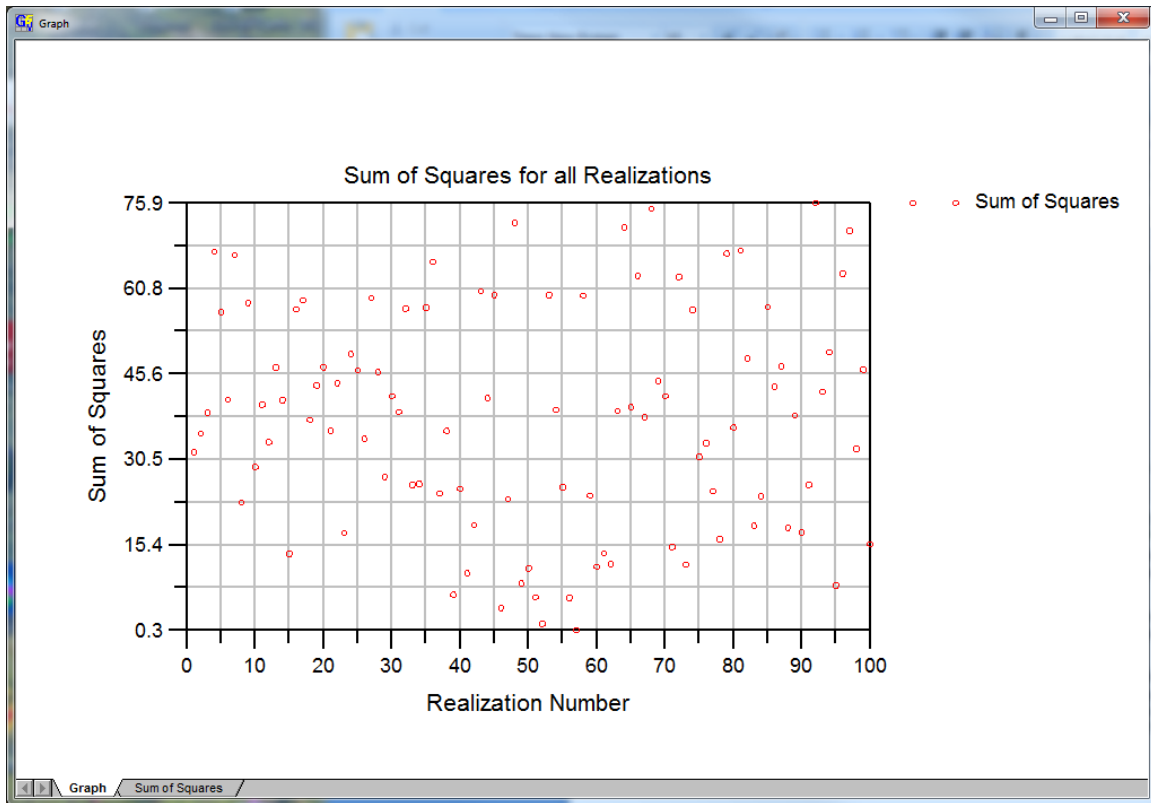 Graph
Sum of Squares for all Realizations
75.9
60.8
45.6
30.5
15.4
0.3
Sum of Squares
0 10 20 30 40 50 60 70 80 90 100
Realization Number
Sum of Squares
Graph Sum of Squares